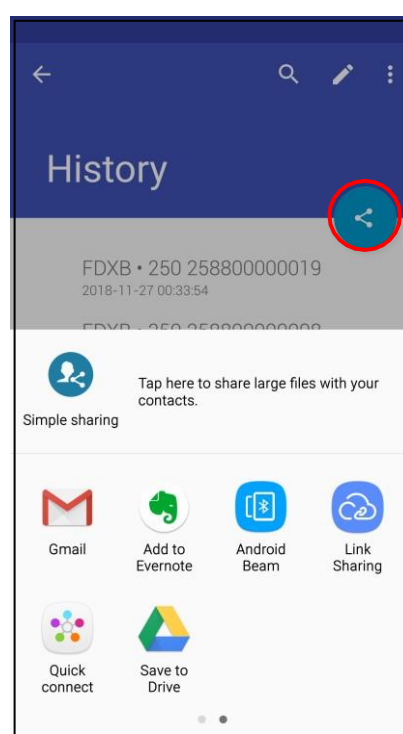 History
FDXB • 250 258800000019
2018-11-27 00:33:54
Tap here to share large files with your
contacts.
Simple sharing
Gmail
Add to
Evernote
Android
Beam
Link
Sharing
Quick
connect
Save to
Drive